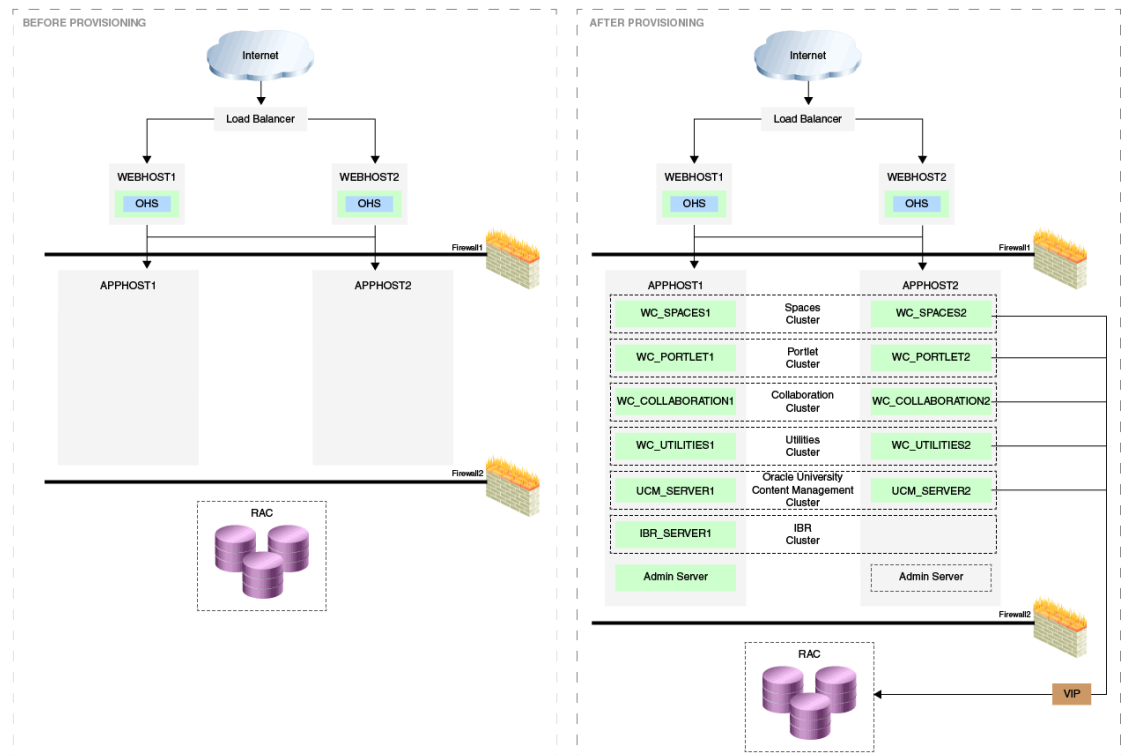 BEFORE PROVISIONING
Internet
Load Balancer
WEBHOST1
WEBHOST2
OHS
OHS
Firewall1
APPHOST1
APPHOST2
Firewall2
RAC
AFTER PROVISIONING
Internet
Load Balancer
WEBHOST1
WEBHOST2
OHS
OHS
Firewall1
APPHOST1
APPHOST2
WC_SPACES1
Spaces
Cluster
WC_SPACES2
WC_PORTLET1
Portlet
Cluster
WC_PORTLET2
WC_COLLABORATION1
Collaboration
Cluster
WC_COLLABORATION2
WC_UTILITIES1
Utilities
Cluster
WC_UTILITIES2
UCM_SERVER1
Oracle University
Content Management
Cluster
UCM_SERVER2
IBR_SERVER1
IBR
Cluster
Admin Server
Admin Server
Firewall2
RAC
VIP